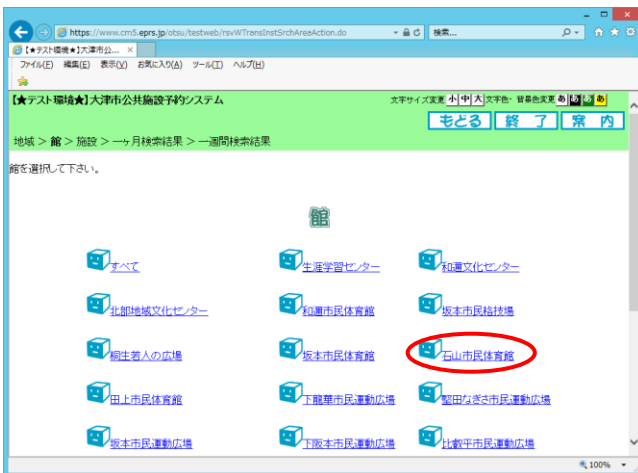 https://www.cm5.eprs.jp/otsu/testweb/rsvWTransInstSrchAreaAction.do
検索...
【★テスト環境★】大津市公... ×
ファイル(F) 編集(E) 表示(V) お気に入り(A) ツール(T) ヘルプ(H)
【★テスト環境★】大津市公共施設予約システム
文字サイズ変更 小 中 大 文字色・背景色変更 あ あ あ あ
もどる 終 了 案 内
地域 > 館 > 施設 > 一ヶ月検索結果 > 一週間検索結果
館を選択して下さい。
館
すべて 生涯学習センター 和邇文化センター
北部地域文化センター 和邇市民体育館 坂本市民格技場
桐生若人の広場 坂本市民体育館 石山市民体育館
田上市民体育館 下龍華市民運動広場 堅田なぎさ市民運動広場
坂本市民運動広場 下阪本市民運動広場 比叡平市民運動広場
100%